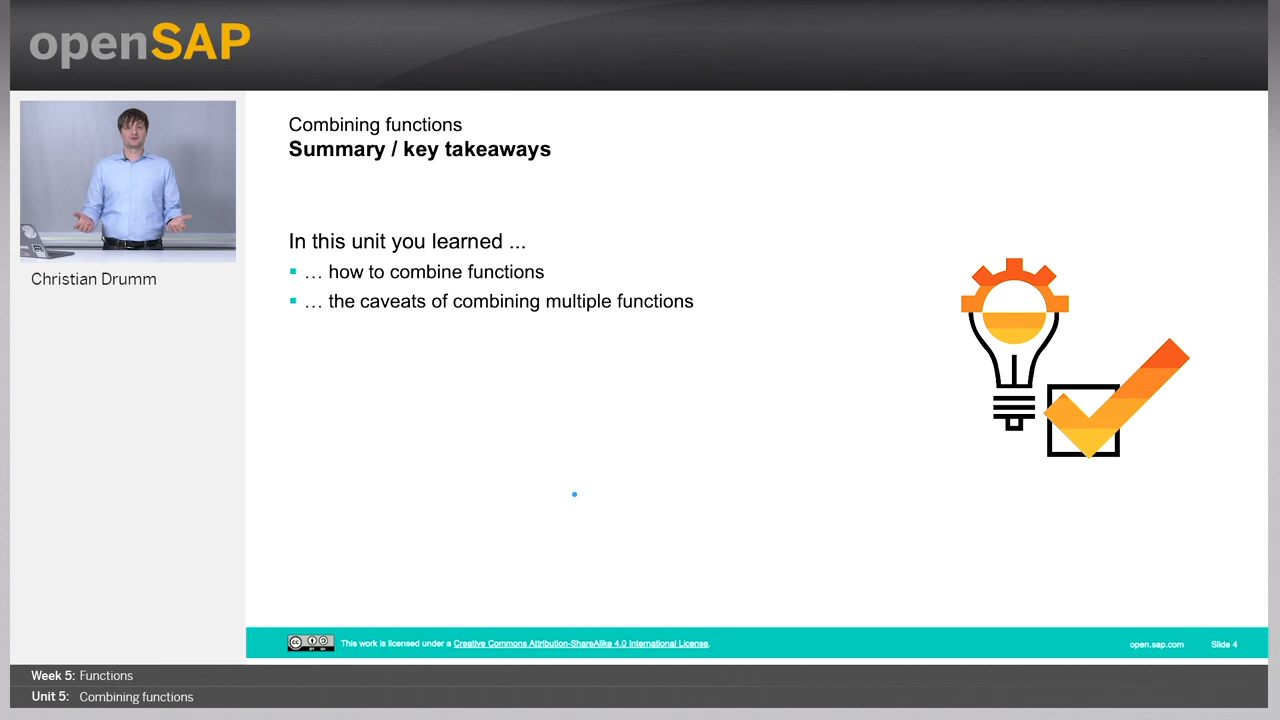 openSAP
Combining functions
Summary / key takeaways
In this unit you learned ...
… how to combine functions
… the caveats of combining multiple functions
Christian Drumm
This work is licensed under a Creative Commons Attribution-ShareAlike 4.0 International License.
open.sap.com
Slide 4
Week 5: Functions
Unit 5: Combining functions